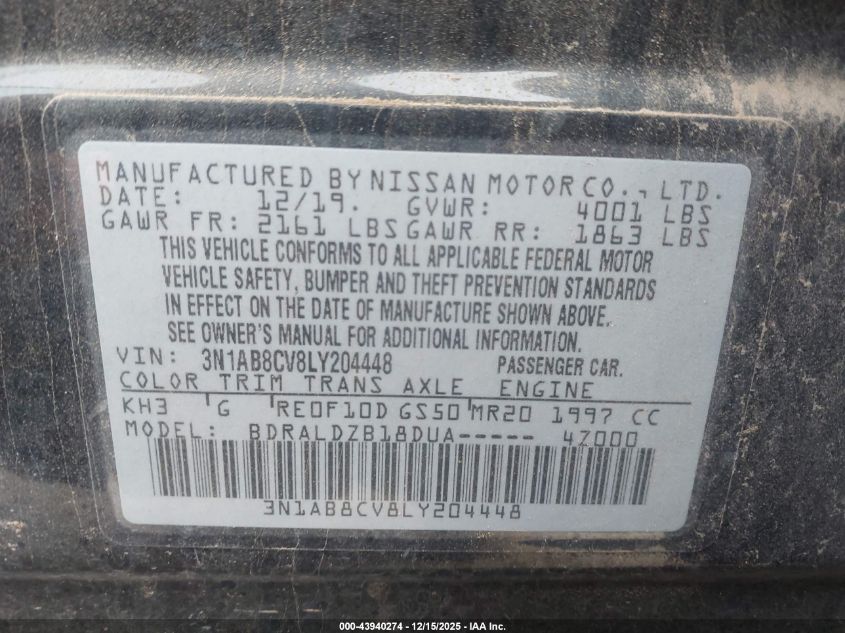 MANUFACTURED BY NISSAN MOTOR CO., LTD.
DATE: 12/19. GVWR: 4001 LBS
GAWR FR: 2161 LBS GAWR RR: 1863 LBS
THIS VEHICLE CONFORMS TO ALL APPLICABLE FEDERAL MOTOR
VEHICLE SAFETY, BUMPER AND THEFT PREVENTION STANDARDS
IN EFFECT ON THE DATE OF MANUFACTURE SHOWN ABOVE.
SEE OWNER'S MANUAL FOR ADDITIONAL INFORMATION.
VIN: 3N1AB8CV8LY204448 PASSENGER CAR.
COLOR TRIM TRANS AXLE ENGINE
KH3 G RE0F10D GS50 MR20 1997 CC
MODEL: BDRALDZB18DUA----- 4Z000
3N1AB8CV8LY204448
000-43940274 - 12/15/2025 - IAA Inc.